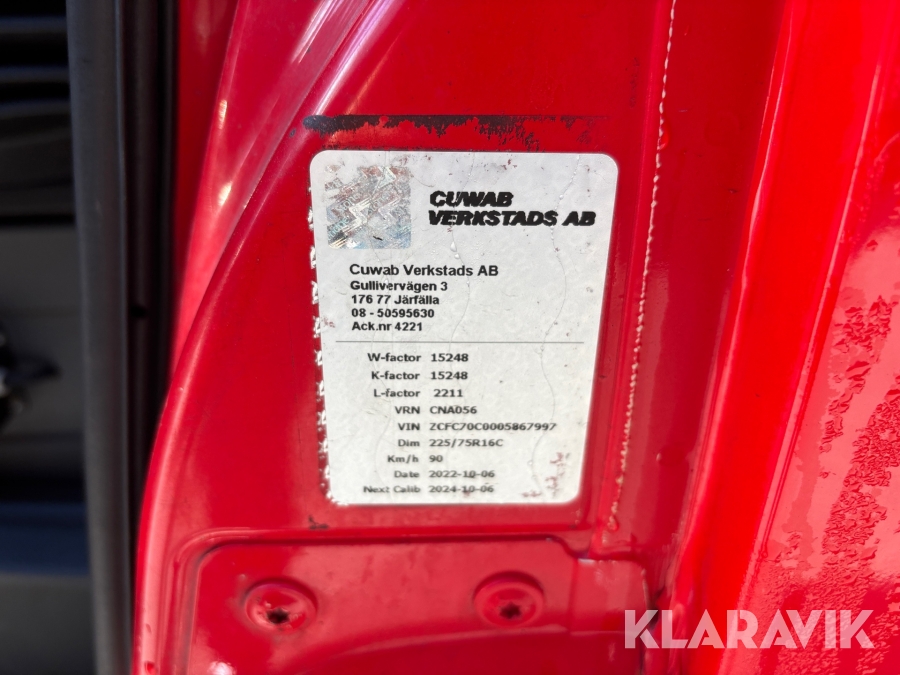 CUWAB
VERKSTADS AB
Cuwab Verkstads AB
Gullivervägen 3
176 77 Järfälla
08 - 50595630
Ack.nr 4221
W-factor 15248
K-factor 15248
L-factor 2211
VRN CNA056
VIN ZCFC70C0005867997
Dim 225/75R16C
Km/h 90
Date 2022-10-06
Next Calib 2024-10-06
KLARAVIK